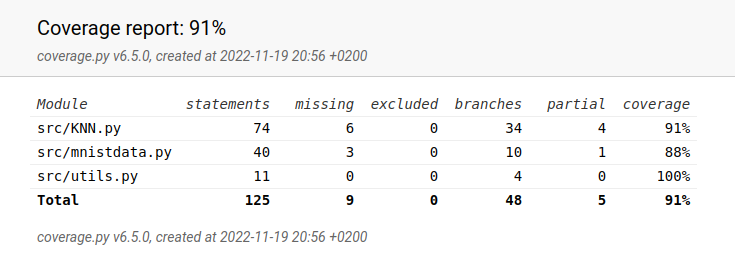 Coverage report: 91%
coverage.py v6.5.0, created at 2022-11-19 20:56 +0200
Module statements missing excluded branches partial coverage
src/KNN.py 74 6 0 34 4 91%
src/mnistdata.py 40 3 0 10 1 88%
src/utils.py 11 0 0 4 0 100%
Total 125 9 0 48 5 91%
coverage.py v6.5.0, created at 2022-11-19 20:56 +0200